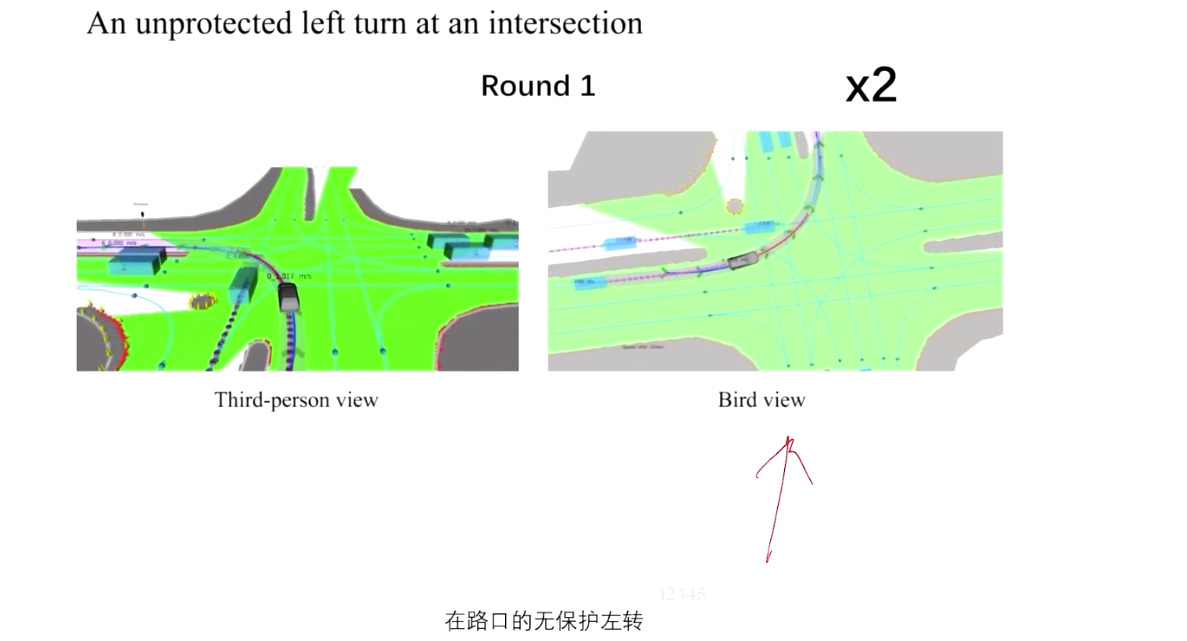 An unprotected left turn at an intersection
Round 1
x2
Third-person view
Bird view
12345
在路口的无保护左转